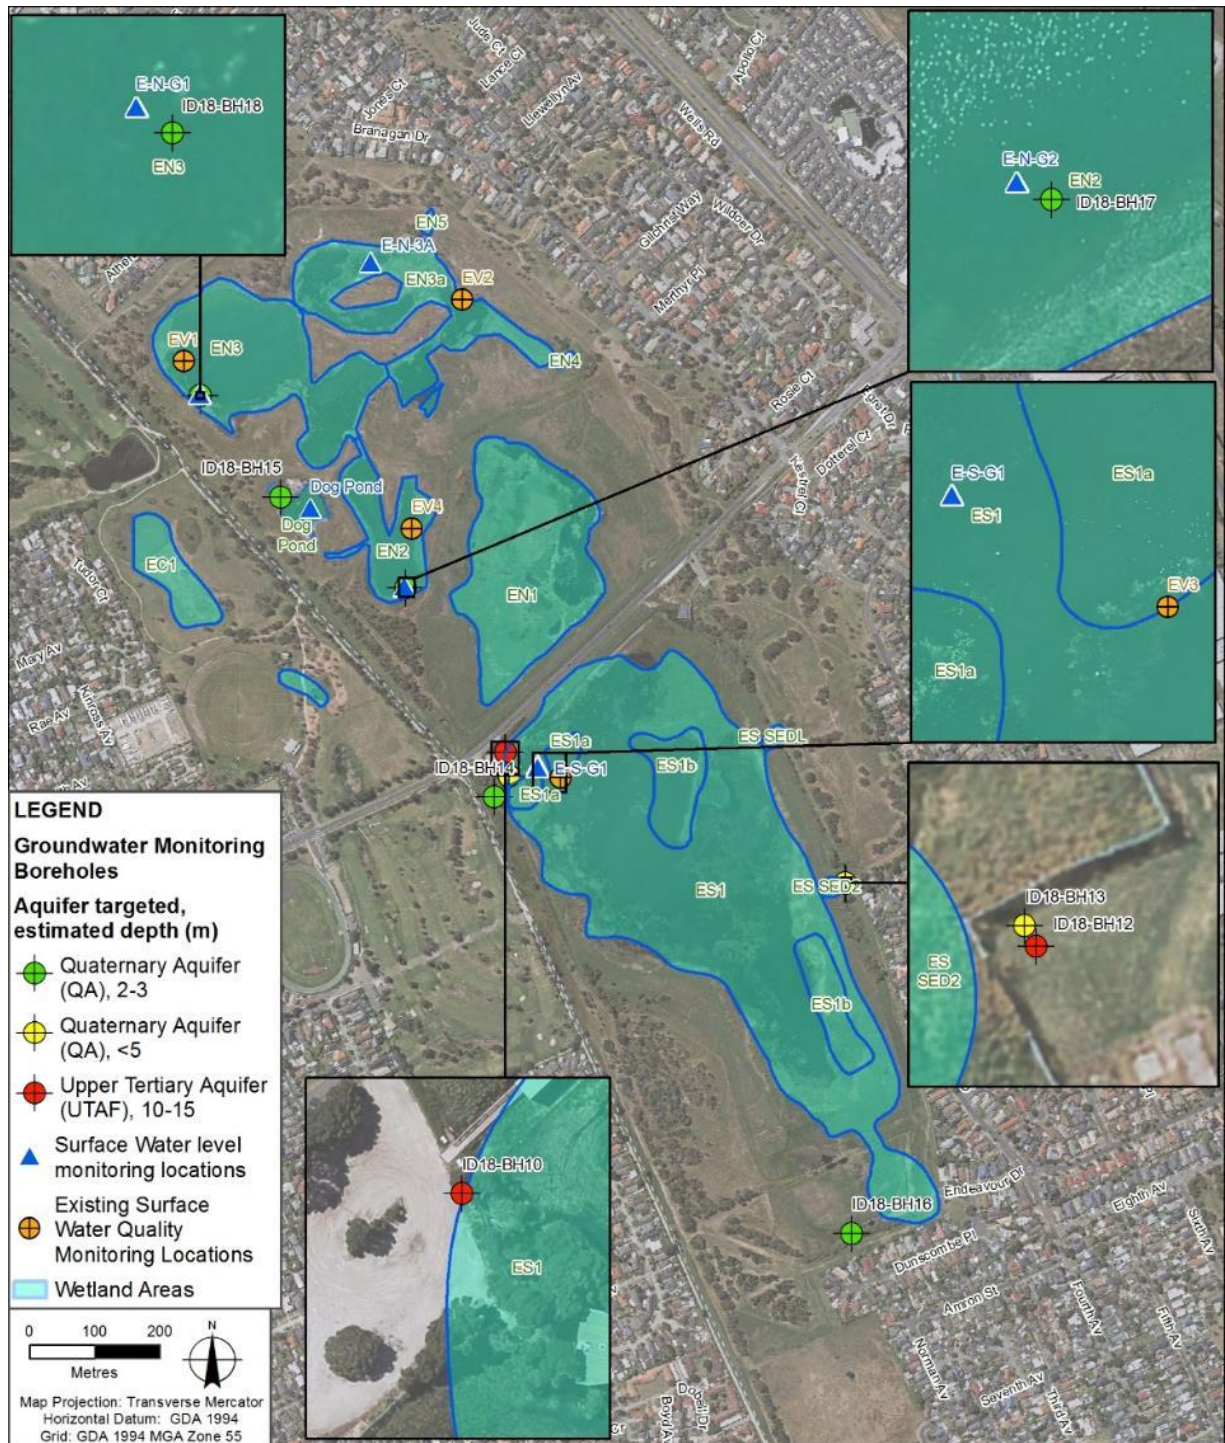 Jude Ct
Lance Ct
Apollo Ct
Jones Ct
Llewellyn Av
Branagan Dr
Wells Rd
E-N-G1
ID18-BH18
EN3
E-N-G2
EN2
ID18-BH17
Gilchrist Way
Wildoer Dr
Merthyr Pl
EN5
E-N-3A
EN3a
EV2
EV1
EN3
EN4
Rosie Ct
Dotterel Ct
Kestrel Cr
E-S-G1
ES1
ES1a
EV3
ES1a
ID18-BH15
Dog Pond
Dog
Pond
EV4
EN2
EN1
EC1
Tudor Ct
Mary Av
Rae Av
Kinross Av
ES1a
ES SEDL
ID18-BH14
E-S-G1
ES1a
ES1b
ES1
ES SED2
ES1b
ID18-BH13
ID18-BH12
ES
SED2
LEGEND
Groundwater Monitoring
Boreholes
Aquifer targeted,
estimated depth (m)
Quaternary Aquifer
(QA), 2-3
Quaternary Aquifer
(QA), <5
Upper Tertiary Aquifer
(UTAF), 10-15
Surface Water level
monitoring locations
Existing Surface
Water Quality
Monitoring Locations
Wetland Areas
0 100 200
Metres
N
Map Projection: Transverse Mercator
Horizontal Datum: GDA 1994
Grid: GDA 1994 MGA Zone 55
ID18-BH10
ES1
ID18-BH16
Endeavour Dr
Eighth Av
Sixth Av
Dunscombe Pl
Amron St
Fourth Av
Fifth Av
Norman Av
Seventh Av
Third Av
Dobell Dr
Boyd Av